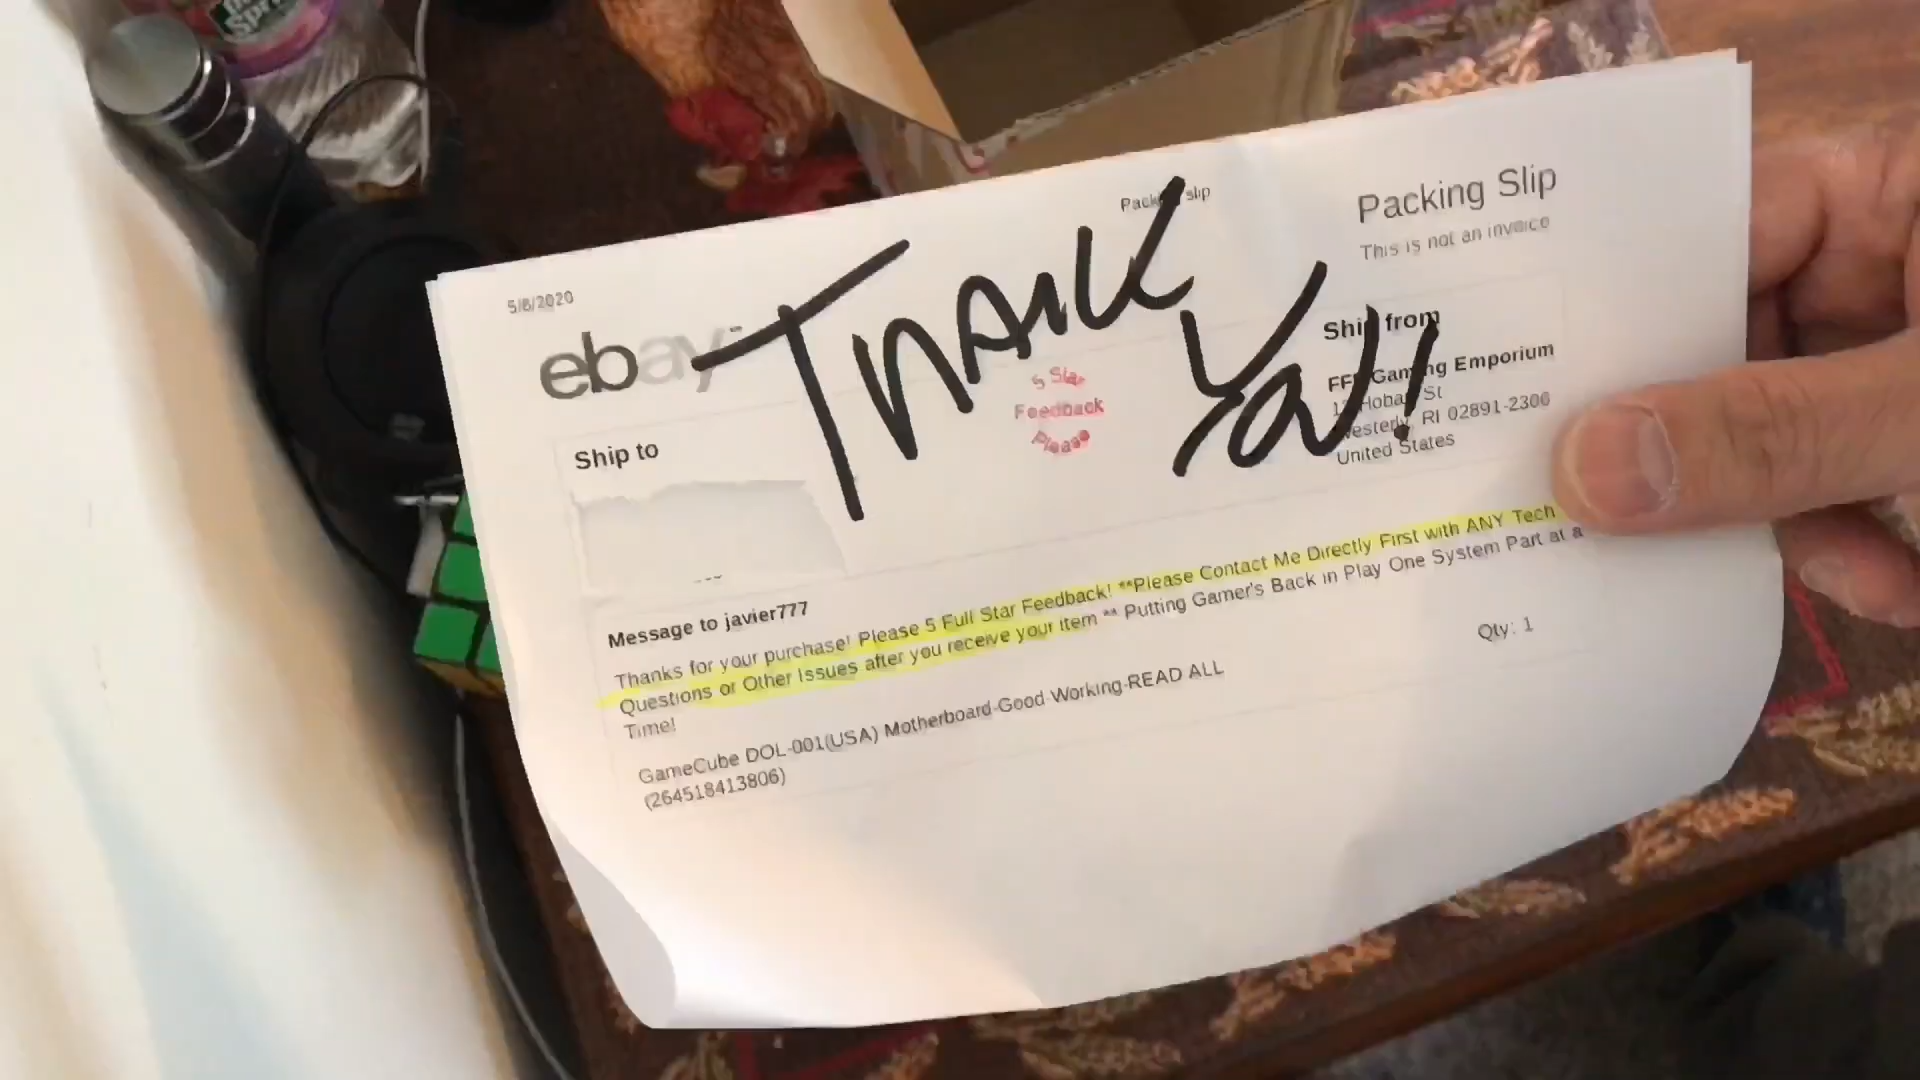 5/6/2020
Packing slip
Packing Slip
This is not an invoice
ebay
THANK
YOU!
5 Star
Feedback
Please
Ship from
Gaming Emporium
St
Westerly, RI 02891-2306
United States
Ship to
Message to javier777
Thanks for your purchase! Please 5 Full Star Feedback! **Please Contact Me Directly First with ANY Tech
Questions or Other Issues after you receive your item ** Putting Gamer's Back in Play One System Part at a
Time!
Qty: 1
GameCube DOL-001(USA) Motherboard-Good-Working-READ ALL
(264518413806)